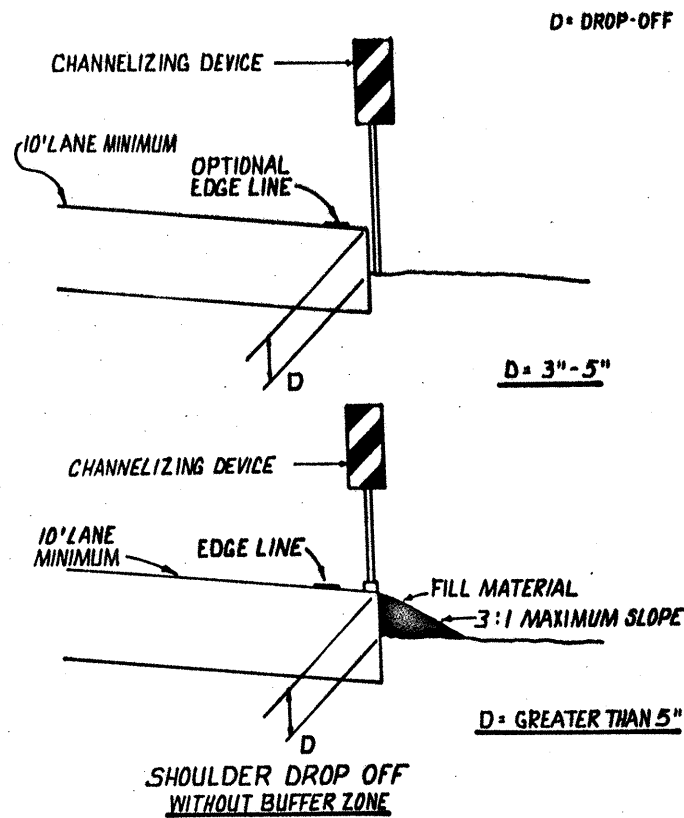 D= DROP-OFF
CHANNELIZING DEVICE
10' LANE MINIMUM
OPTIONAL
EDGE LINE
D
D= 3"-5"
CHANNELIZING DEVICE
10' LANE
MINIMUM
EDGE LINE
FILL MATERIAL
3:1 MAXIMUM SLOPE
D
D= GREATER THAN 5"
SHOULDER DROP OFF
WITHOUT BUFFER ZONE